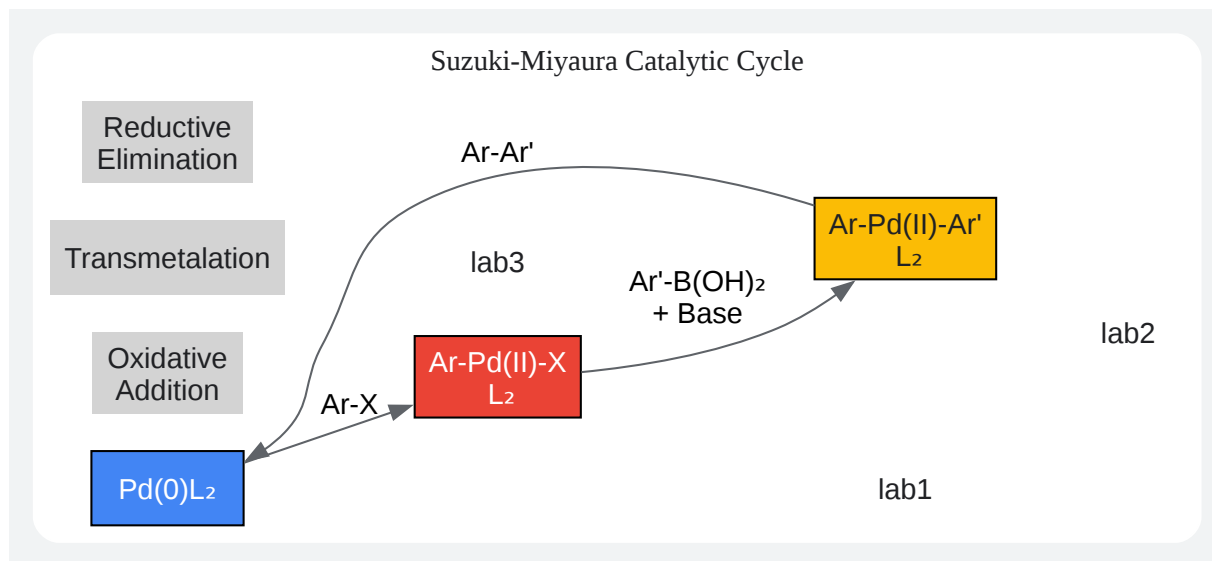 Suzuki-Miyaura Catalytic Cycle
Reductive
Elimination
Ar-Ar'
Ar-Pd(II)-Ar'
L₂
Transmetalation
lab3
Ar'-B(OH)₂
+ Base
lab2
Oxidative
Addition
Ar-Pd(II)-X
L₂
Ar-X
Pd(0)L₂
lab1